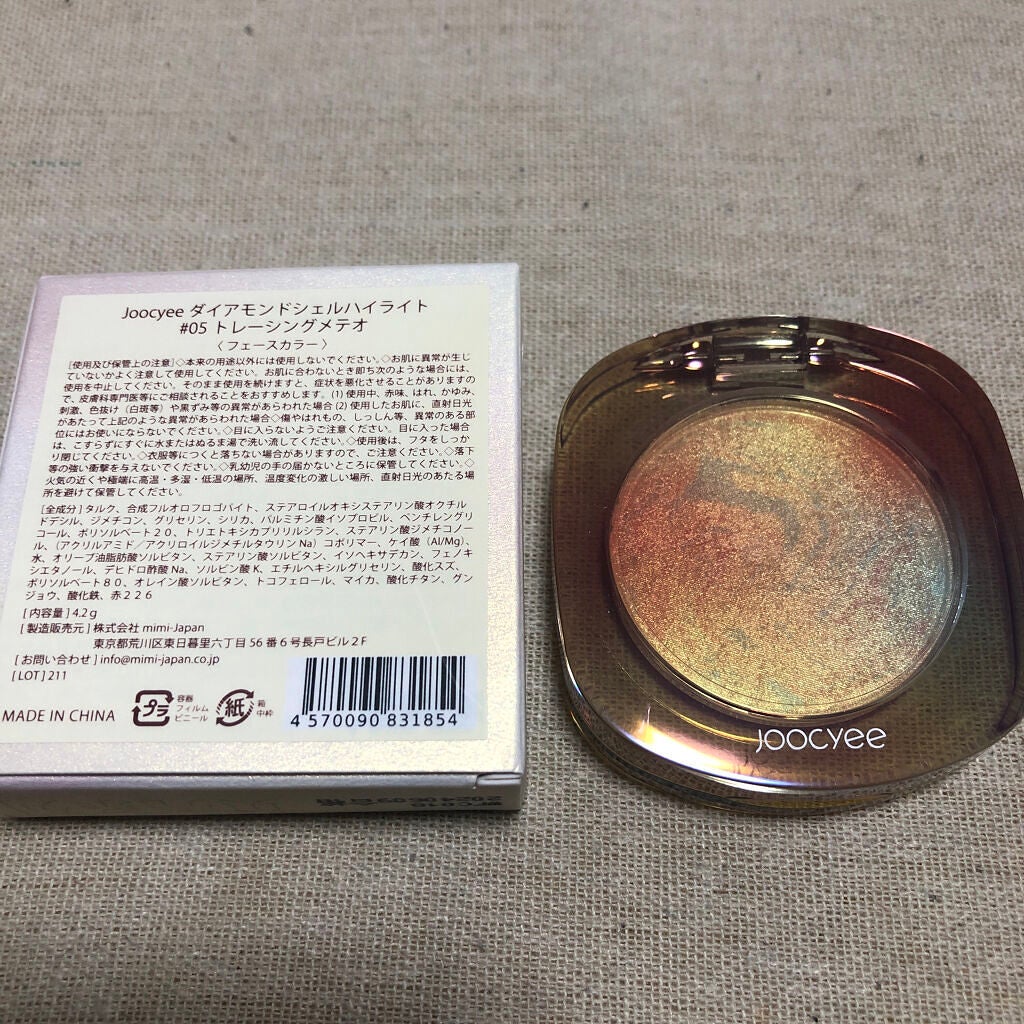 Joocyee ダイアモンドシェルハイライト
#05 トレーシングメテオ
〈 フェースカラー 〉
[使用及び保管上の注意]◇本来の用途以外には使用しないでください。◇お肌に異常が生じ
ていないかよく注意して使用してください。お肌に合わないとき即ち次のような場合には、
使用を中止してください。そのまま使用を続けますと、症状を悪化させることがありますの
で、皮膚科専門医等にご相談されることをおすすめします。(1) 使用中、赤味、はれ、かゆみ、
刺激、色抜け（白斑等）や黒ずみ等の異常があらわれた場合 (2) 使用したお肌に、直射日光
があたって上記のような異常があらわれた場合◇傷やはれもの、しっしん等、異常のある部
位にはお使いにならないでください。◇目に入らないようご注意ください。目に入った場合
は、こすらずにすぐに水またはぬるま湯で洗い流してください。◇使用後は、フタをしっか
り閉じてください。◇衣服等につくと落ちない場合がありますので、ご注意ください。◇落下
等の強い衝撃を与えないでください。◇乳幼児の手の届かないところに保管してください。◇
火気の近くや極端に高温・多湿・低温の場所、温度変化の激しい場所、直射日光のあたる場
所を避けて保管してください。
[全成分] タルク、合成フルオロフロゴパイト、ステアロイルオキシステアリン酸オクチル
ドデシル、ジメチコン、グリセリン、シリカ、パルミチン酸イソプロピル、ペンチレングリ
コール、ポリソルベート２０、トリエトキシカプリリルシラン、ステアリン酸ジメチコノー
ル、（アクリルアミド／アクリロイルジメチルタウリン Na）コポリマー、ケイ酸 (Al/Mg)、
水、オリーブ油脂肪酸ソルビタン、ステアリン酸ソルビタン、イソヘキサデカン、フェノキ
シエタノール、デヒドロ酢酸 Na、ソルビン酸 K、エチルヘキシルグリセリン、酸化スズ、
ポリソルベート８０、オレイン酸ソルビタン、トコフェロール、マイカ、酸化チタン、グン
ジョウ、酸化鉄、赤２２６
[ 内容量 ] 4.2 g
[ 製造販売元 ] 株式会社 mimi-Japan
東京都荒川区東日暮里六丁目 56 番 6 号長戸ビル 2 F
[ お問い合わせ ] info@mimi-japan.co.jp
[ LOT ] 211
MADE IN CHINA
プラ
容器
フィルム
ビニール
紙
箱
中枠
4 570090 831854
JOOCYEE